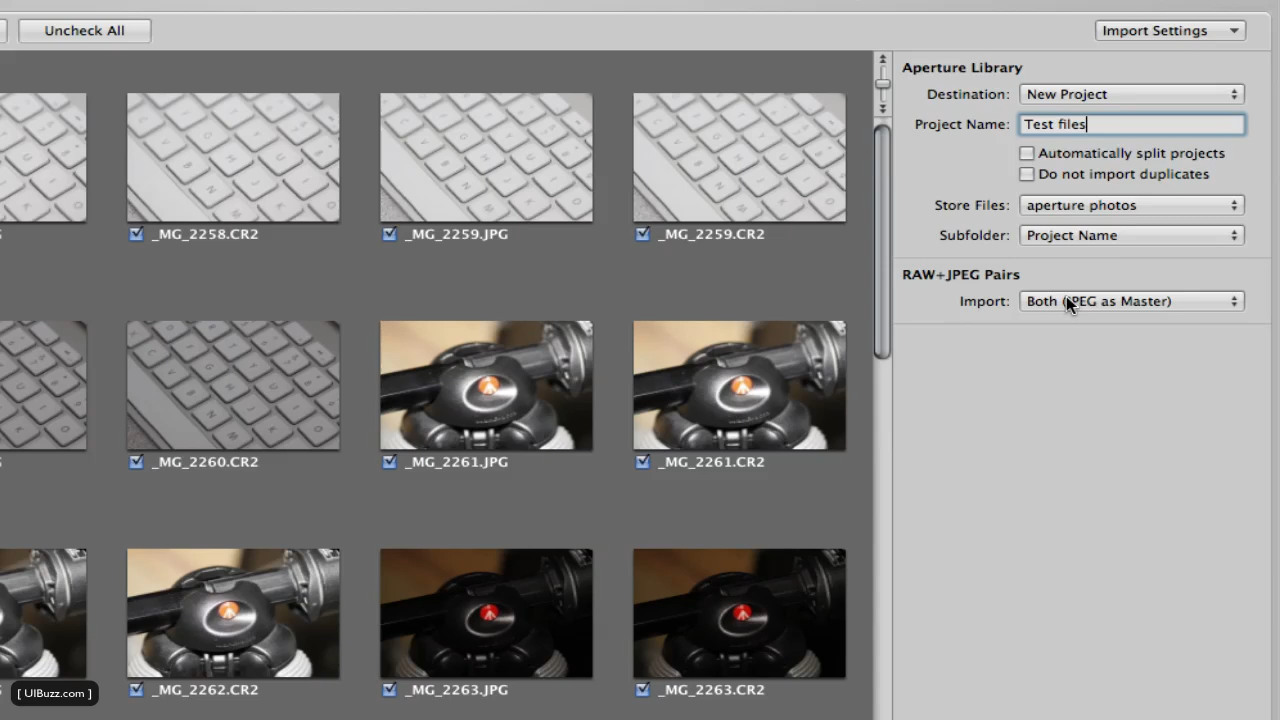 Uncheck All
Import Settings
Aperture Library
Destination: New Project
Project Name: Test files
Automatically split projects
Do not import duplicates
Store Files: aperture photos
Subfolder: Project Name
RAW+JPEG Pairs
Import: Both (JPEG as Master)
_MG_2258.CR2
_MG_2259.JPG
_MG_2259.CR2
_MG_2260.CR2
_MG_2261.JPG
_MG_2261.CR2
_MG_2262.CR2
_MG_2263.JPG
_MG_2263.CR2
[ UIBuzz.com ]